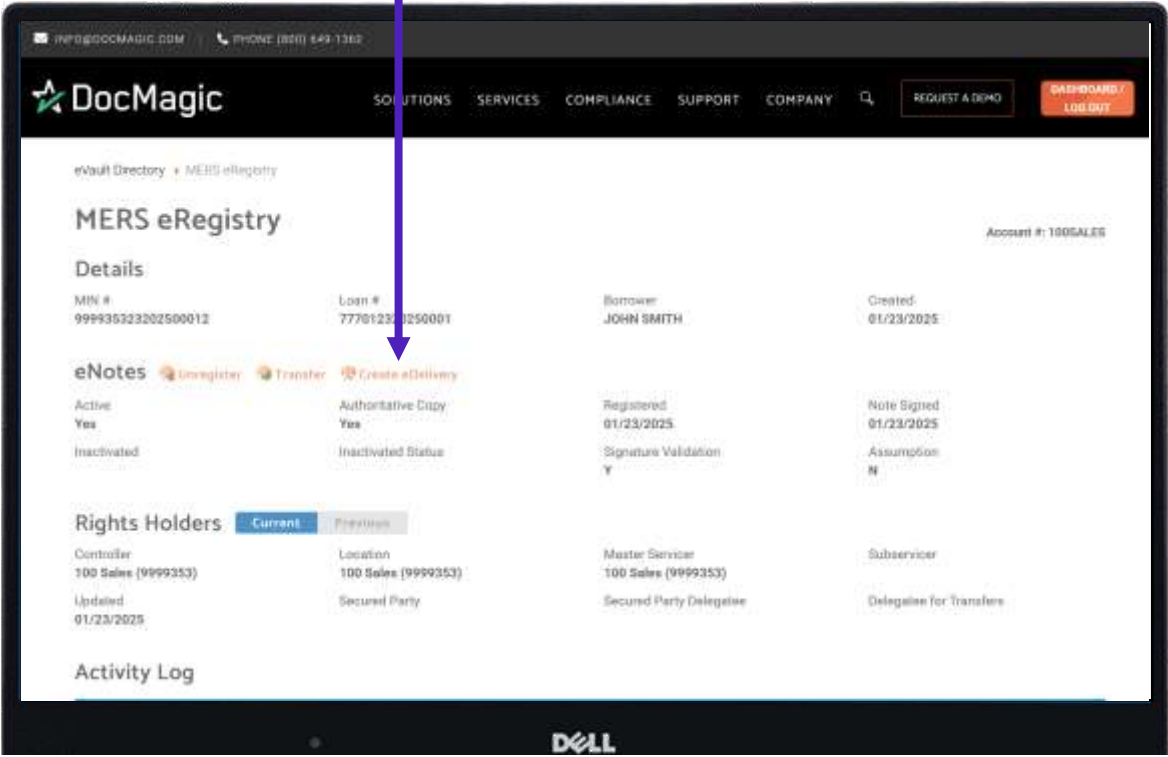 INFO@DOCMAGIC.COM | PHONE (800) 649-1362
DocMagic SOLUTIONS SERVICES COMPLIANCE SUPPORT COMPANY REQUEST A DEMO DASHBOARD / LOG OUT
eVault Directory MERS eRegistry
MERS eRegistry
Account #: 100SALES
Details
MIN # Loan # Borrower Created
999935323202500012 JOHN SMITH 01/23/2025
eNotes Unregister Transfer Create eDelivery
Active Authoritative Copy Registered Note Signed
Yes Yes 01/23/2025 01/23/2025
Inactivated Inactivated Status Signature Validation Assumption
Y N
Rights Holders Current Previous
Controller Location Master Servicer Subservicer
100 Sales (9999353) 100 Sales (9999353) 100 Sales (9999353)
Updated Secured Party Secured Party Delegatee Delegatee for Transfers
01/23/2025
Activity Log
DELL